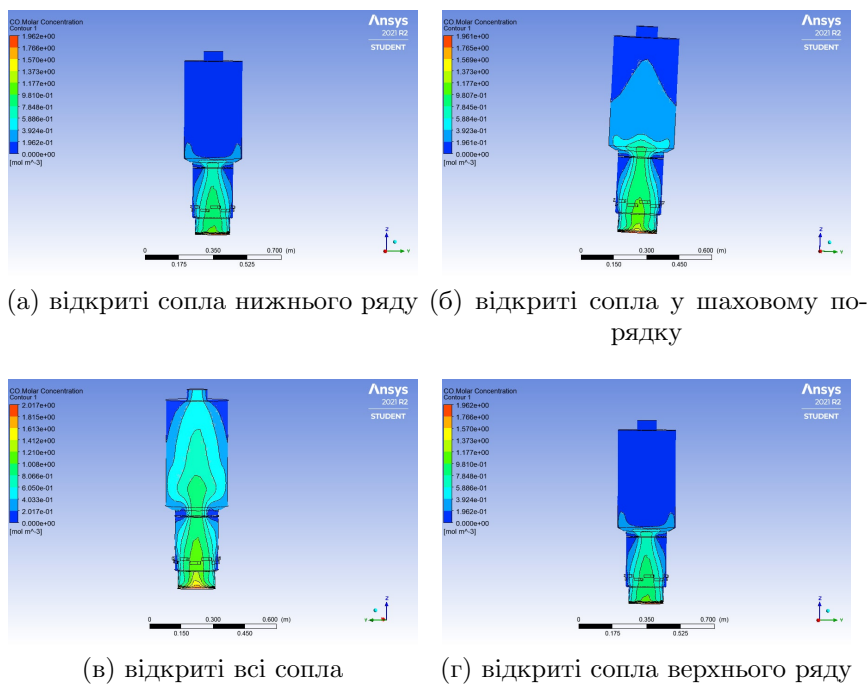 CO.Molar Concentration
Contour 1
1.962e+00
1.766e+00
1.570e+00
1.373e+00
1.177e+00
9.810e-01
7.848e-01
5.886e-01
3.924e-01
1.962e-01
0.000e+00
[mol m^-3]
Ansys
2021 R2
STUDENT
0 0.350 0.700 (m)
0.175 0.525
Z
Y
CO.Molar Concentration
Contour 1
1.961e+00
1.765e+00
1.569e+00
1.373e+00
1.177e+00
9.807e-01
7.845e-01
5.884e-01
3.923e-01
1.961e-01
0.000e+00
[mol m^-3]
Ansys
2021 R2
STUDENT
0 0.300 0.600 (m)
0.150 0.450
Z
Y
(а) відкриті сопла нижнього ряду
(б) відкриті сопла у шаховому по-
рядку
CO.Molar Concentration
Contour 1
2.017e+00
1.815e+00
1.613e+00
1.412e+00
1.210e+00
1.008e+00
8.066e-01
6.050e-01
4.033e-01
2.017e-01
0.000e+00
[mol m^-3]
Ansys
2021 R2
STUDENT
0 0.300 0.600 (m)
0.150 0.450
Z
Y
CO.Molar Concentration
Contour 1
1.962e+00
1.766e+00
1.570e+00
1.373e+00
1.177e+00
9.810e-01
7.848e-01
5.886e-01
3.924e-01
1.962e-01
0.000e+00
[mol m^-3]
Ansys
2021 R2
STUDENT
0 0.350 0.700 (m)
0.175 0.525
Z
Y
(в) відкриті всі сопла
(г) відкриті сопла верхнього ряду